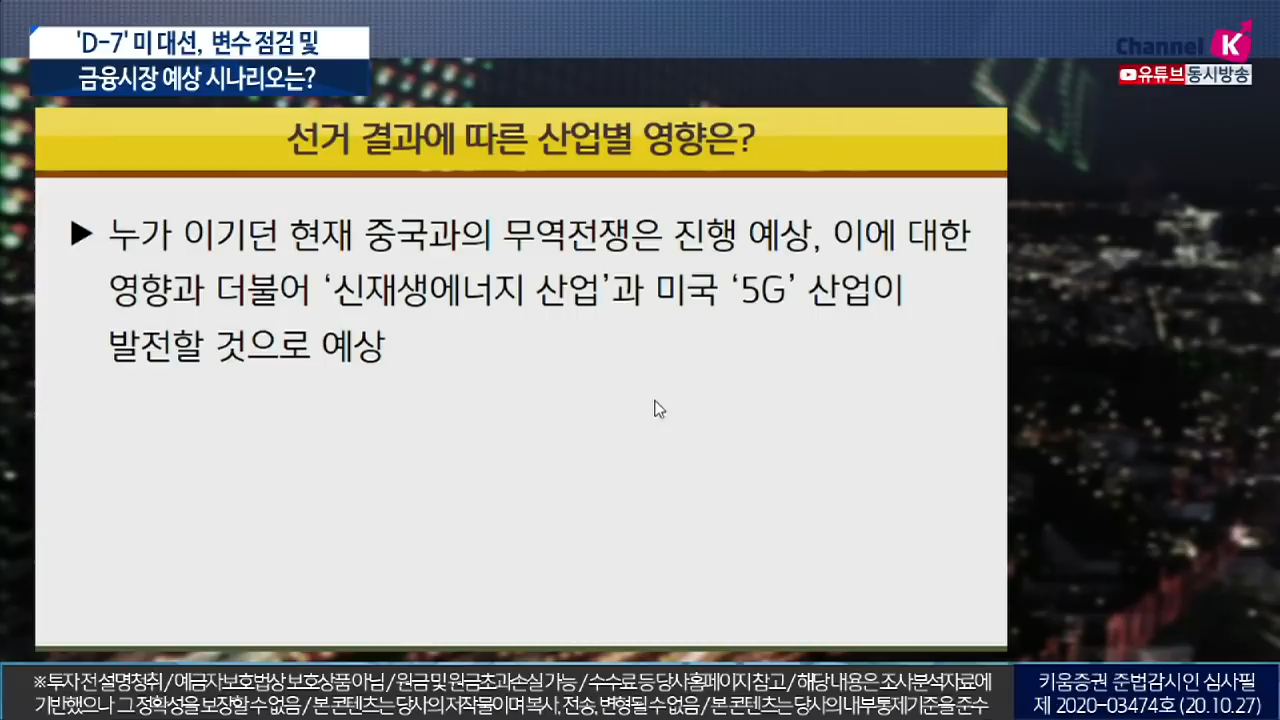 'D-7' 미 대선, 변수 점검 및
금융시장 예상 시나리오는?
Channel K
유튜브동시방송
선거 결과에 따른 산업별 영향은?
▶ 누가 이기던 현재 중국과의 무역전쟁은 진행 예상, 이에 대한
영향과 더불어 ‘신재생에너지 산업’과 미국 ‘5G’ 산업이
발전할 것으로 예상
※ 투자 전 설명청취 / 예금자보호법상 보호상품 아님 / 원금 및 원금초과손실 가능 / 수수료 등 당사 홈페이지 참고 / 해당 내용은 조사분석자료에
기반했으나 그 정확성을 보장할 수 없음 / 본 콘텐츠는 당사의 저작물이며 복사, 전송, 변형될 수 없음 / 본 콘텐츠는 당사의 내부통제기준을 준수
키움증권 준법감시인 심사필
제 2020-03474호 (20.10.27)